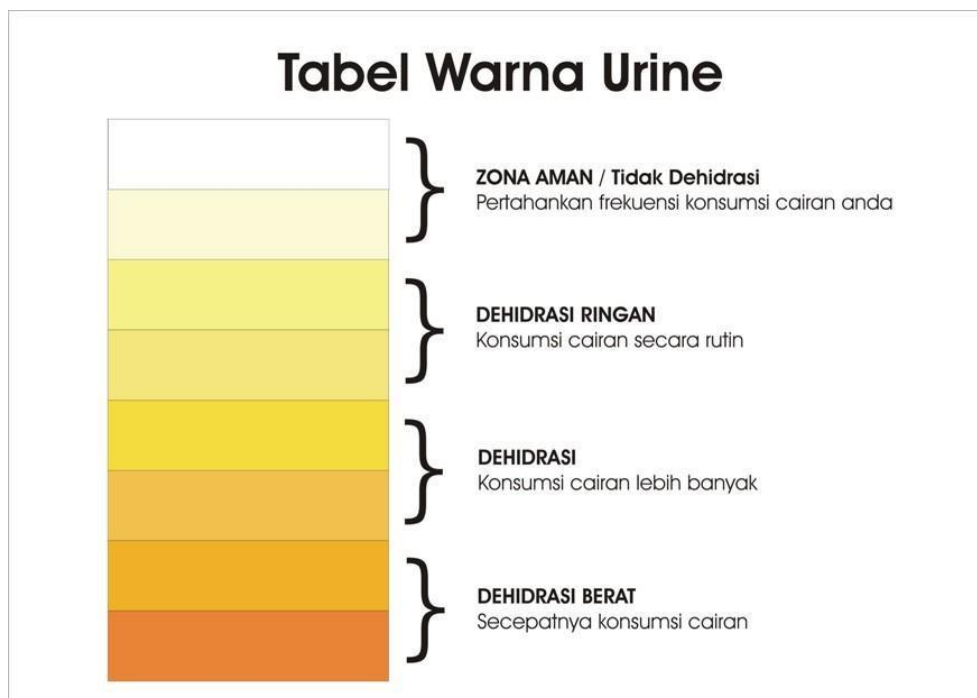 Tabel Warna Urine
ZONA AMAN / Tidak Dehidrasi
Pertahankan frekuensi konsumsi cairan anda
DEHIDRASI RINGAN
Konsumsi cairan secara rutin
DEHIDRASI
Konsumsi cairan lebih banyak
DEHIDRASI BERAT
Secepatnya konsumsi cairan